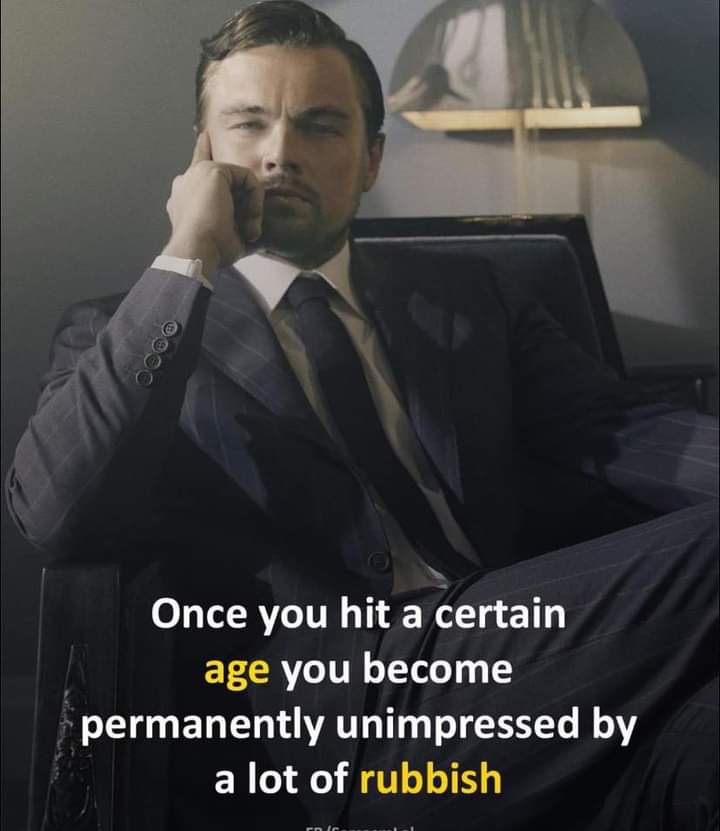 Once you hit a certain
age you become
permanently unimpressed by
a lot of rubbish